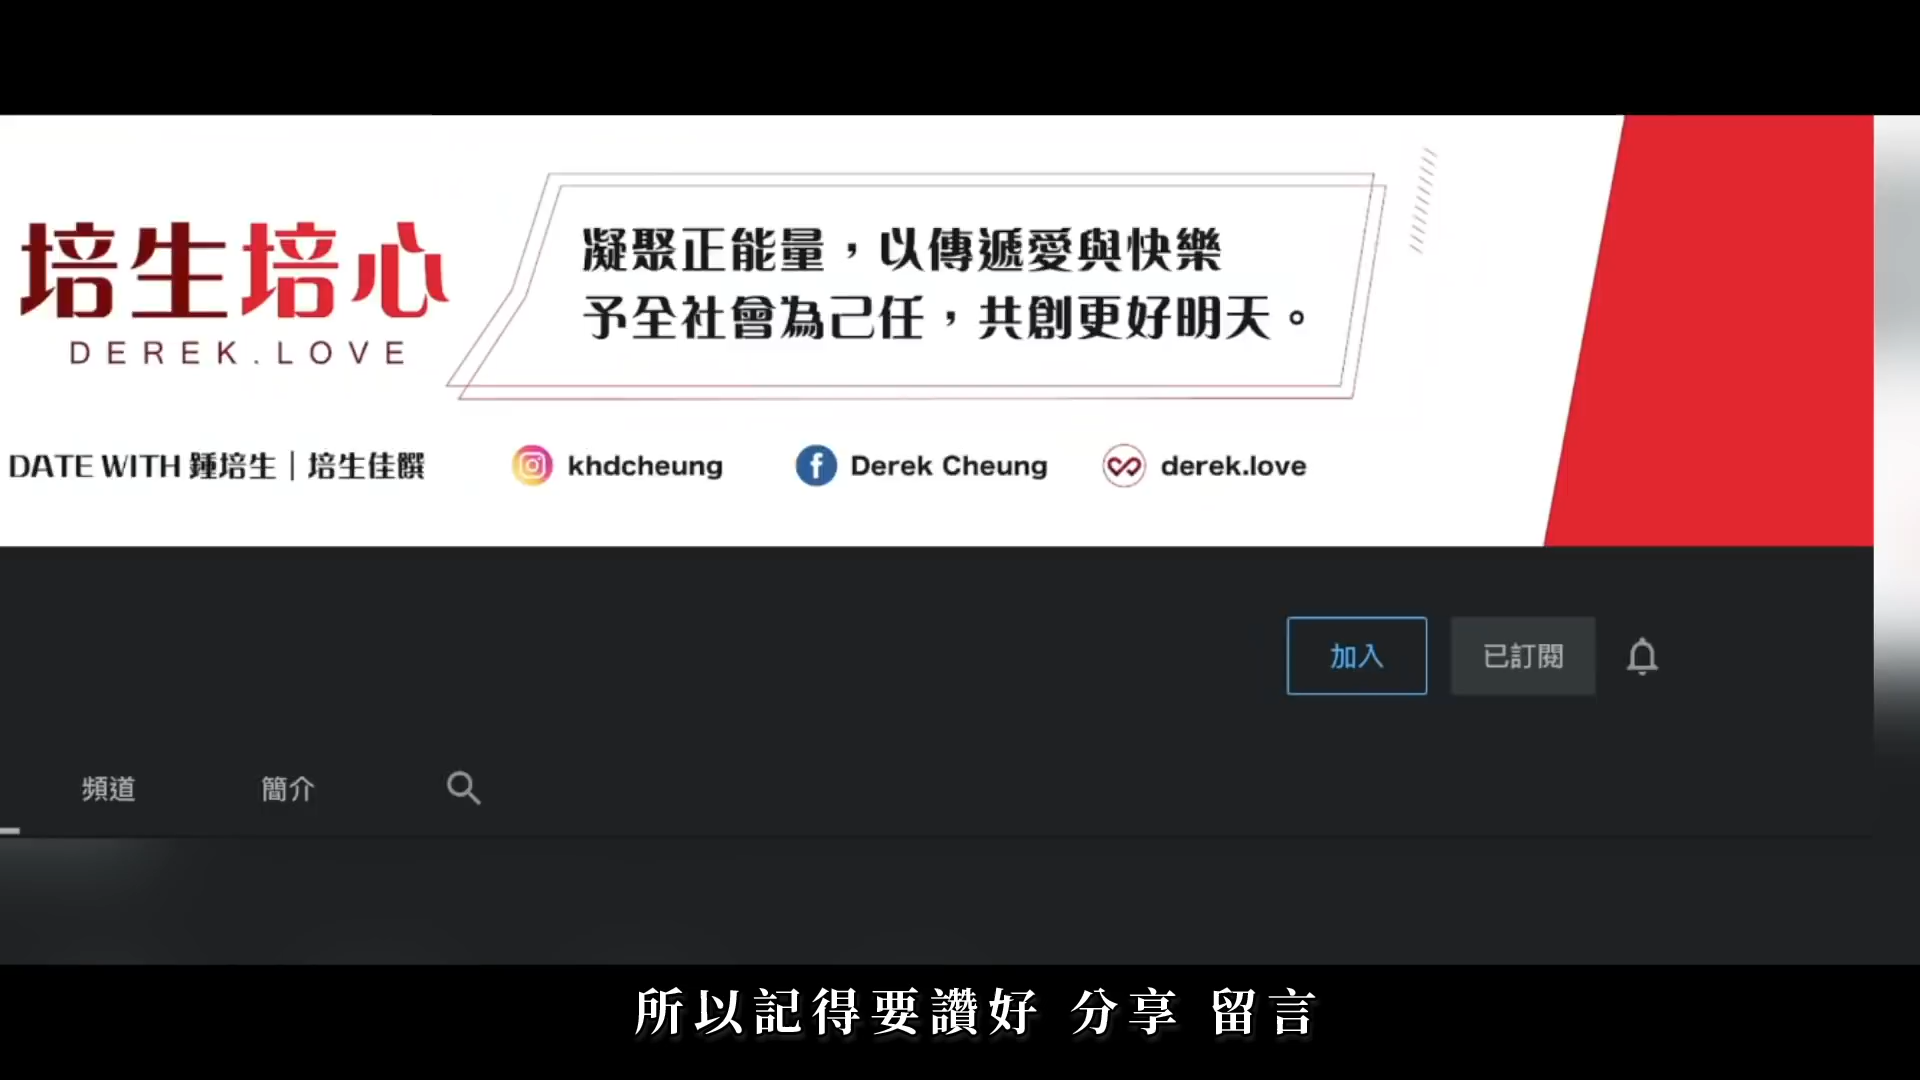 培生培心
DEREK.LOVE
凝聚正能量，以傳遞愛與快樂
予全社會為己任，共創更好明天。
DATE WITH 鍾培生｜培生佳饌
khdcheung
Derek Cheung
derek.love
加入
已訂閱
頻道
簡介
所以記得要讚好 分享 留言